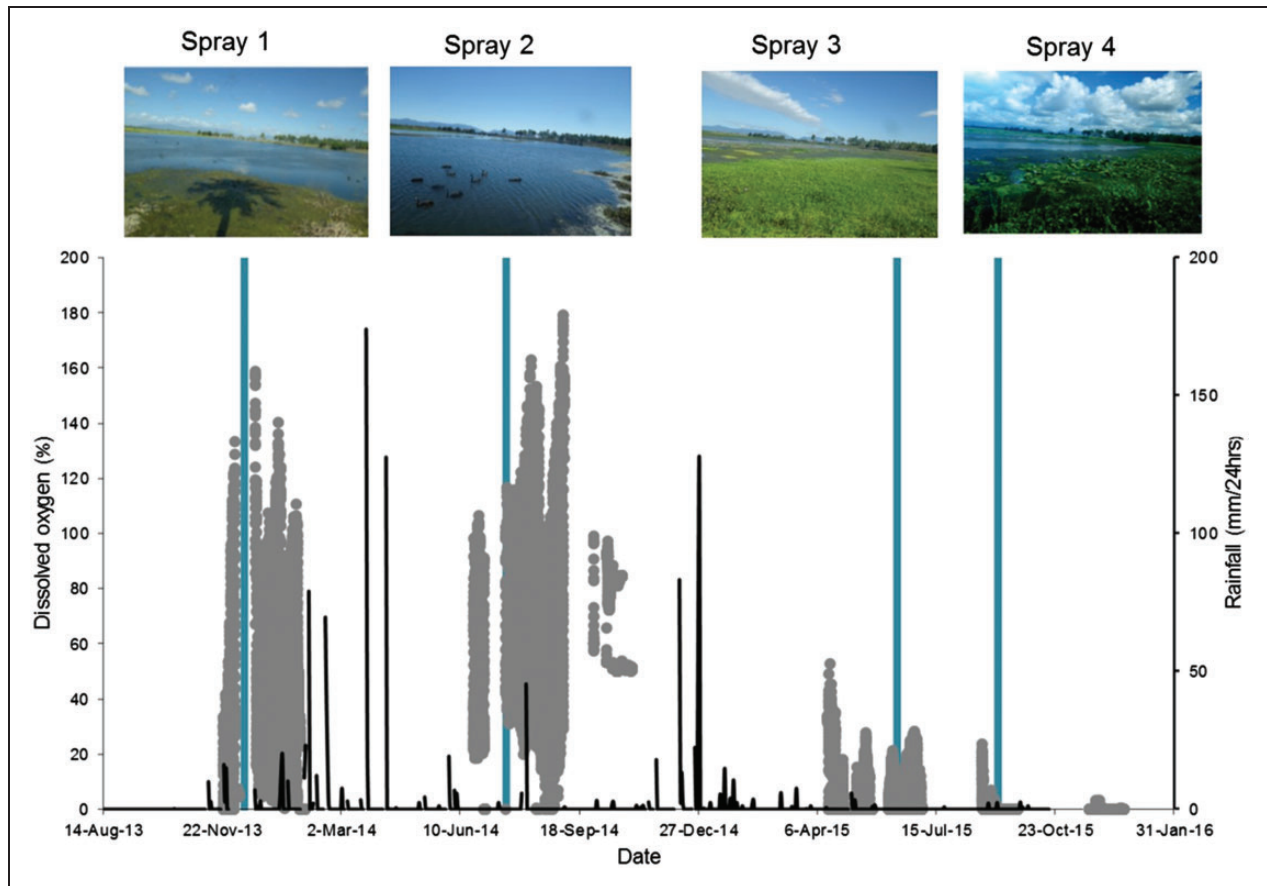 Spray 1
Spray 2
Spray 3
Spray 4
Dissolved oxygen (%)
200
180
160
140
120
100
80
60
40
20
0
200
150
100
50
0
Rainfall (mm/24hrs)
14-Aug-13
22-Nov-13
2-Mar-14
10-Jun-14
18-Sep-14
27-Dec-14
6-Apr-15
15-Jul-15
23-Oct-15
31-Jan-16
Date